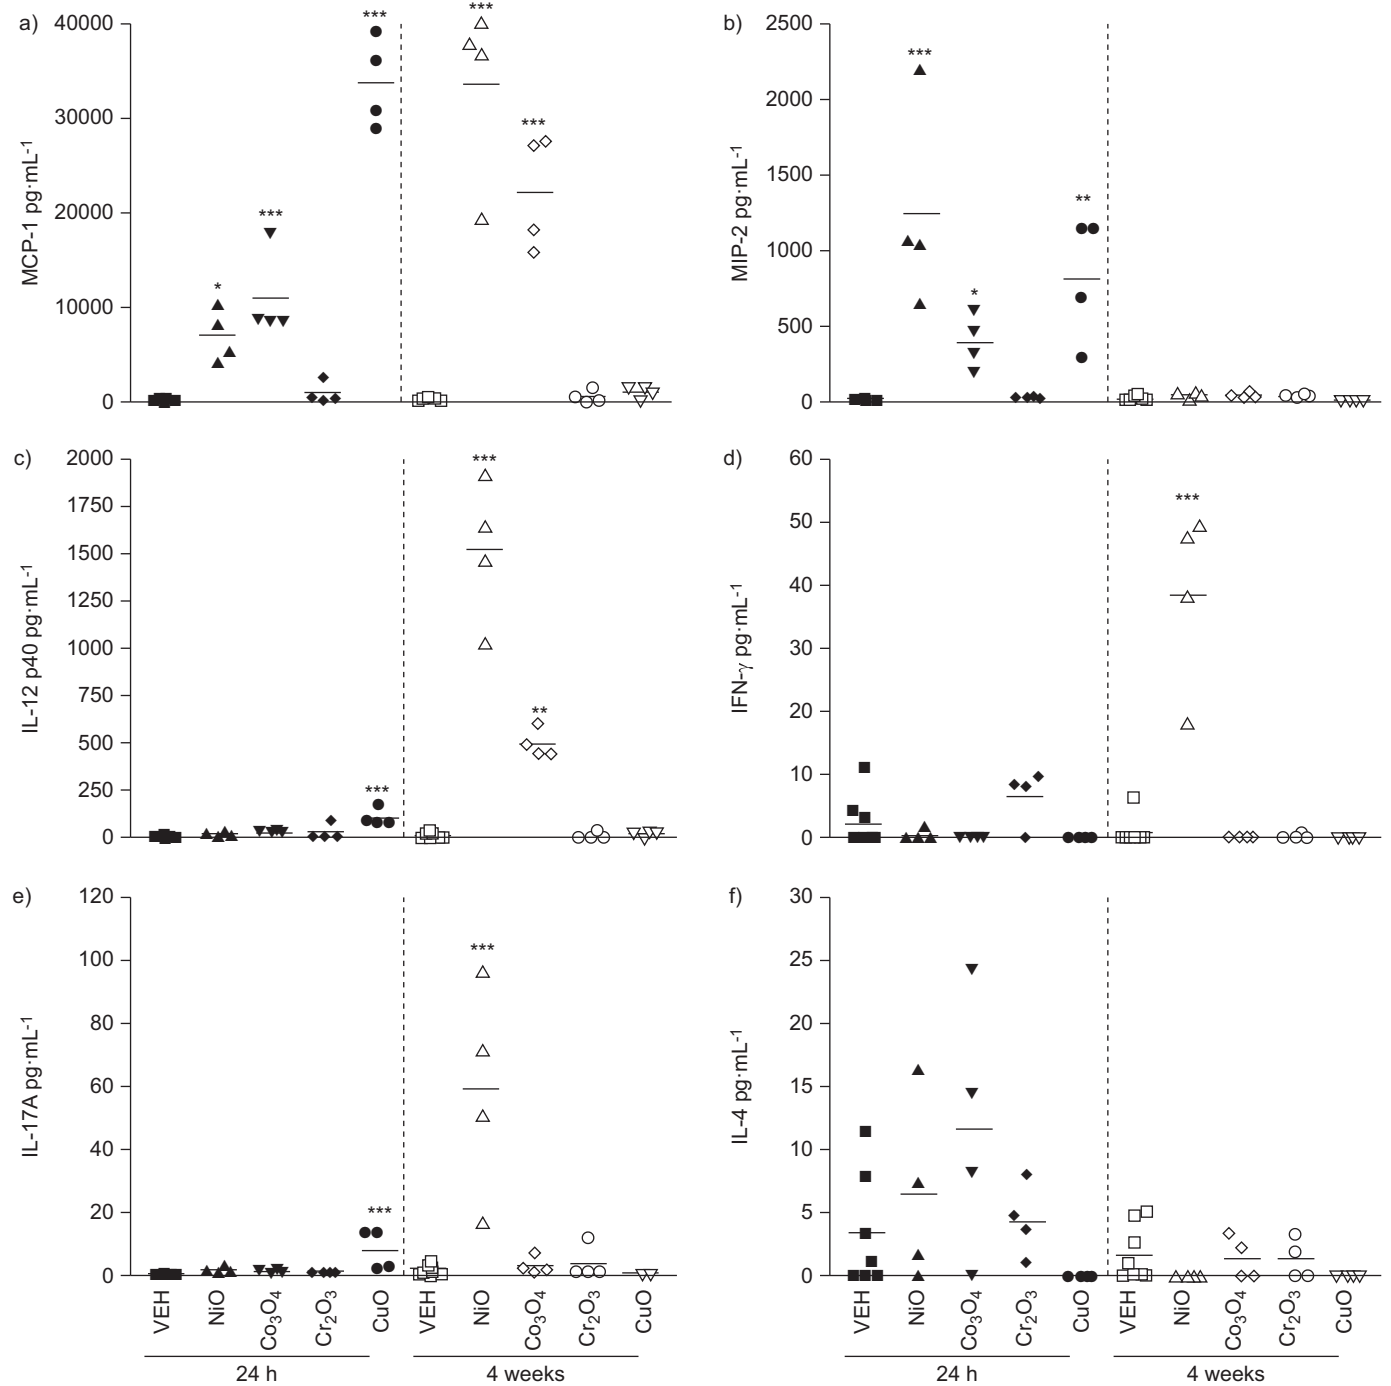 a)
MCP-1 pg·mL-1
40000
30000
20000
10000
0
***
*
***
***
***
b)
MIP-2 pg·mL-1
2500
2000
1500
1000
500
0
***
*
**
c)
IL-12 p40 pg·mL-1
2000
1750
1500
1250
1000
750
500
250
0
***
***
**
d)
IFN-γ pg·mL-1
60
50
40
30
20
10
0
***
e)
IL-17A pg·mL-1
120
100
80
60
40
20
0
***
***
VEH
NiO
Co3O4
Cr2O3
CuO
VEH
NiO
Co3O4
Cr2O3
CuO
24 h
4 weeks
f)
IL-4 pg·mL-1
30
25
20
15
10
5
0
VEH
NiO
Co3O4
Cr2O3
CuO
VEH
NiO
Co3O4
Cr2O3
CuO
24 h
4 weeks